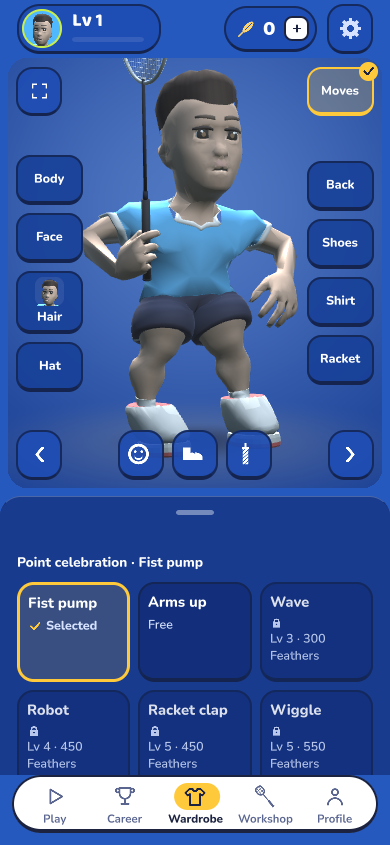 Lv 1
0
+
Moves
Body
Back
Face
Shoes
Hair
Shirt
Hat
Racket
Point celebration · Fist pump
Fist pump
Selected
Arms up
Free
Wave
Lv 3 · 300
Feathers
Robot
Lv 4 · 450
Feathers
Racket clap
Lv 5 · 450
Feathers
Wiggle
Lv 5 · 550
Feathers
Play
Career
Wardrobe
Workshop
Profile